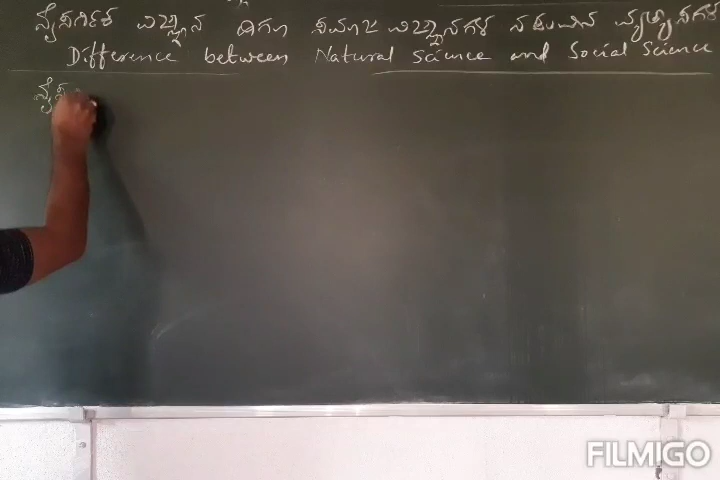 ನೈಸರ್ಗಿಕ ವಿಜ್ಞಾನ ಹಾಗೂ ಸಮಾಜ ವಿಜ್ಞಾನಗಳ ನಡುವಿನ ವ್ಯತ್ಯಾಸಗಳ
Difference between Natural science and Social Science
ನೈಸ
FILMIGO